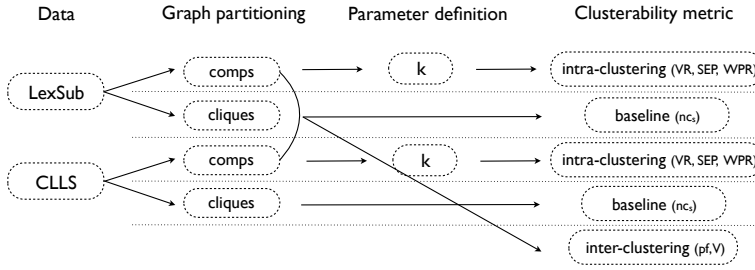 Data Graph partitioning Parameter definition Clusterability metric
comps k intra-clustering (VR, SEP, WPR)
LexSub
cliques baseline (ncs)
comps k intra-clustering (VR, SEP, WPR)
CLLS
cliques baseline (ncs)
inter-clustering (pf,V)